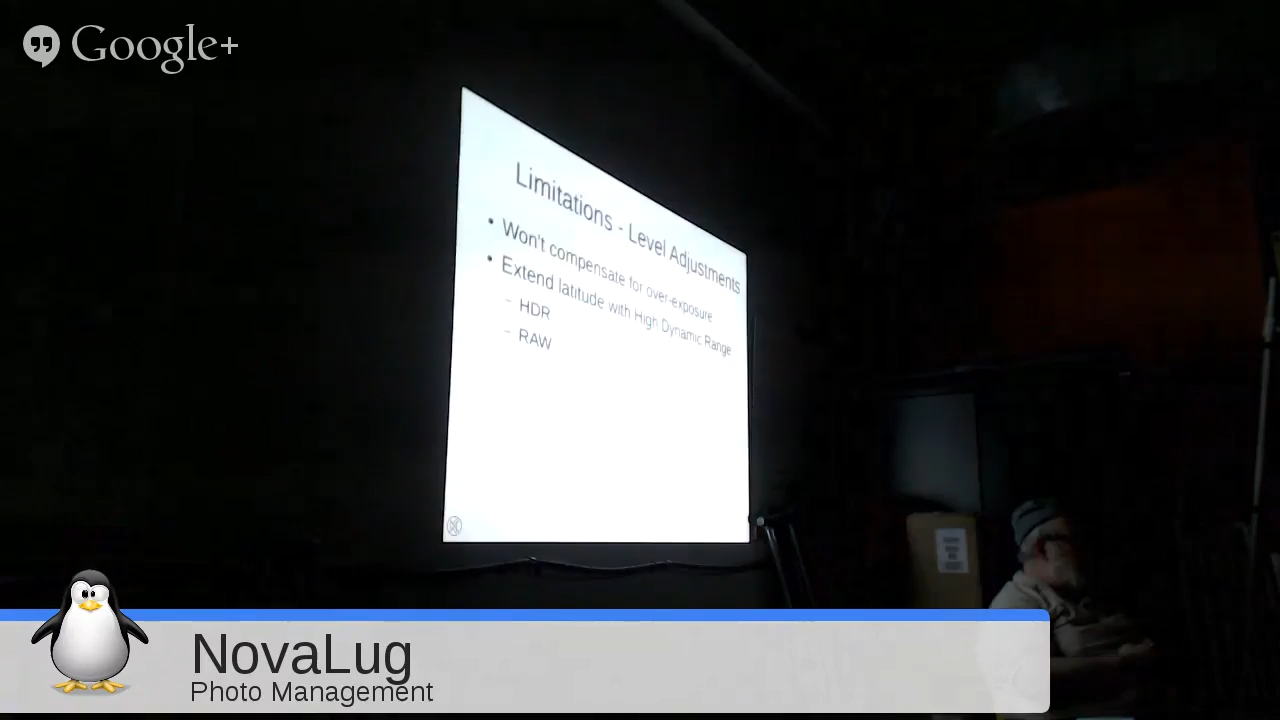 Google+
Limitations - Level Adjustments
• Won't compensate for over-exposure
• Extend latitude with High Dynamic Range
– HDR
– RAW
NovaLug
Photo Management